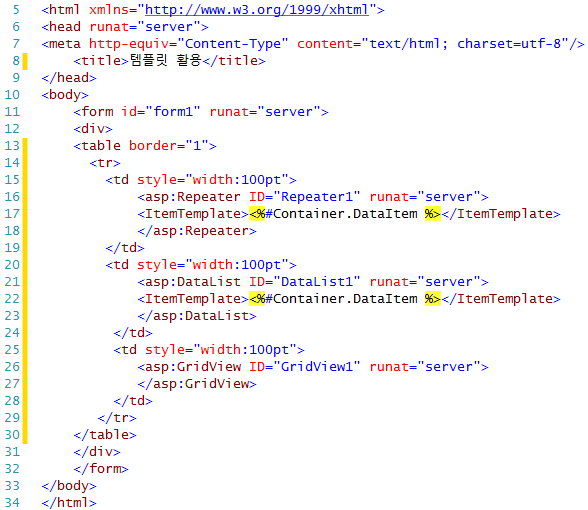 5 <html xmlns="http://www.w3.org/1999/xhtml">
6 <head runat="server">
7 <meta http-equiv="Content-Type" content="text/html; charset=utf-8"/>
8     <title>템플릿 활용</title>
9 </head>
10 <body>
11     <form id="form1" runat="server">
12     <div>
13     <table border="1">
14       <tr>
15         <td style="width:100pt">
16             <asp:Repeater ID="Repeater1" runat="server">
17             <ItemTemplate><%#Container.DataItem %></ItemTemplate>
18             </asp:Repeater>
19         </td>
20         <td style="width:100pt">
21             <asp:DataList ID="DataList1" runat="server">
22             <ItemTemplate><%#Container.DataItem %></ItemTemplate>
23             </asp:DataList>
24          </td>
25          <td style="width:100pt">
26             <asp:GridView ID="GridView1" runat="server">
27             </asp:GridView>
28          </td>
29        </tr>
30     </table>
31     </div>
32     </form>
33 </body>
34 </html>